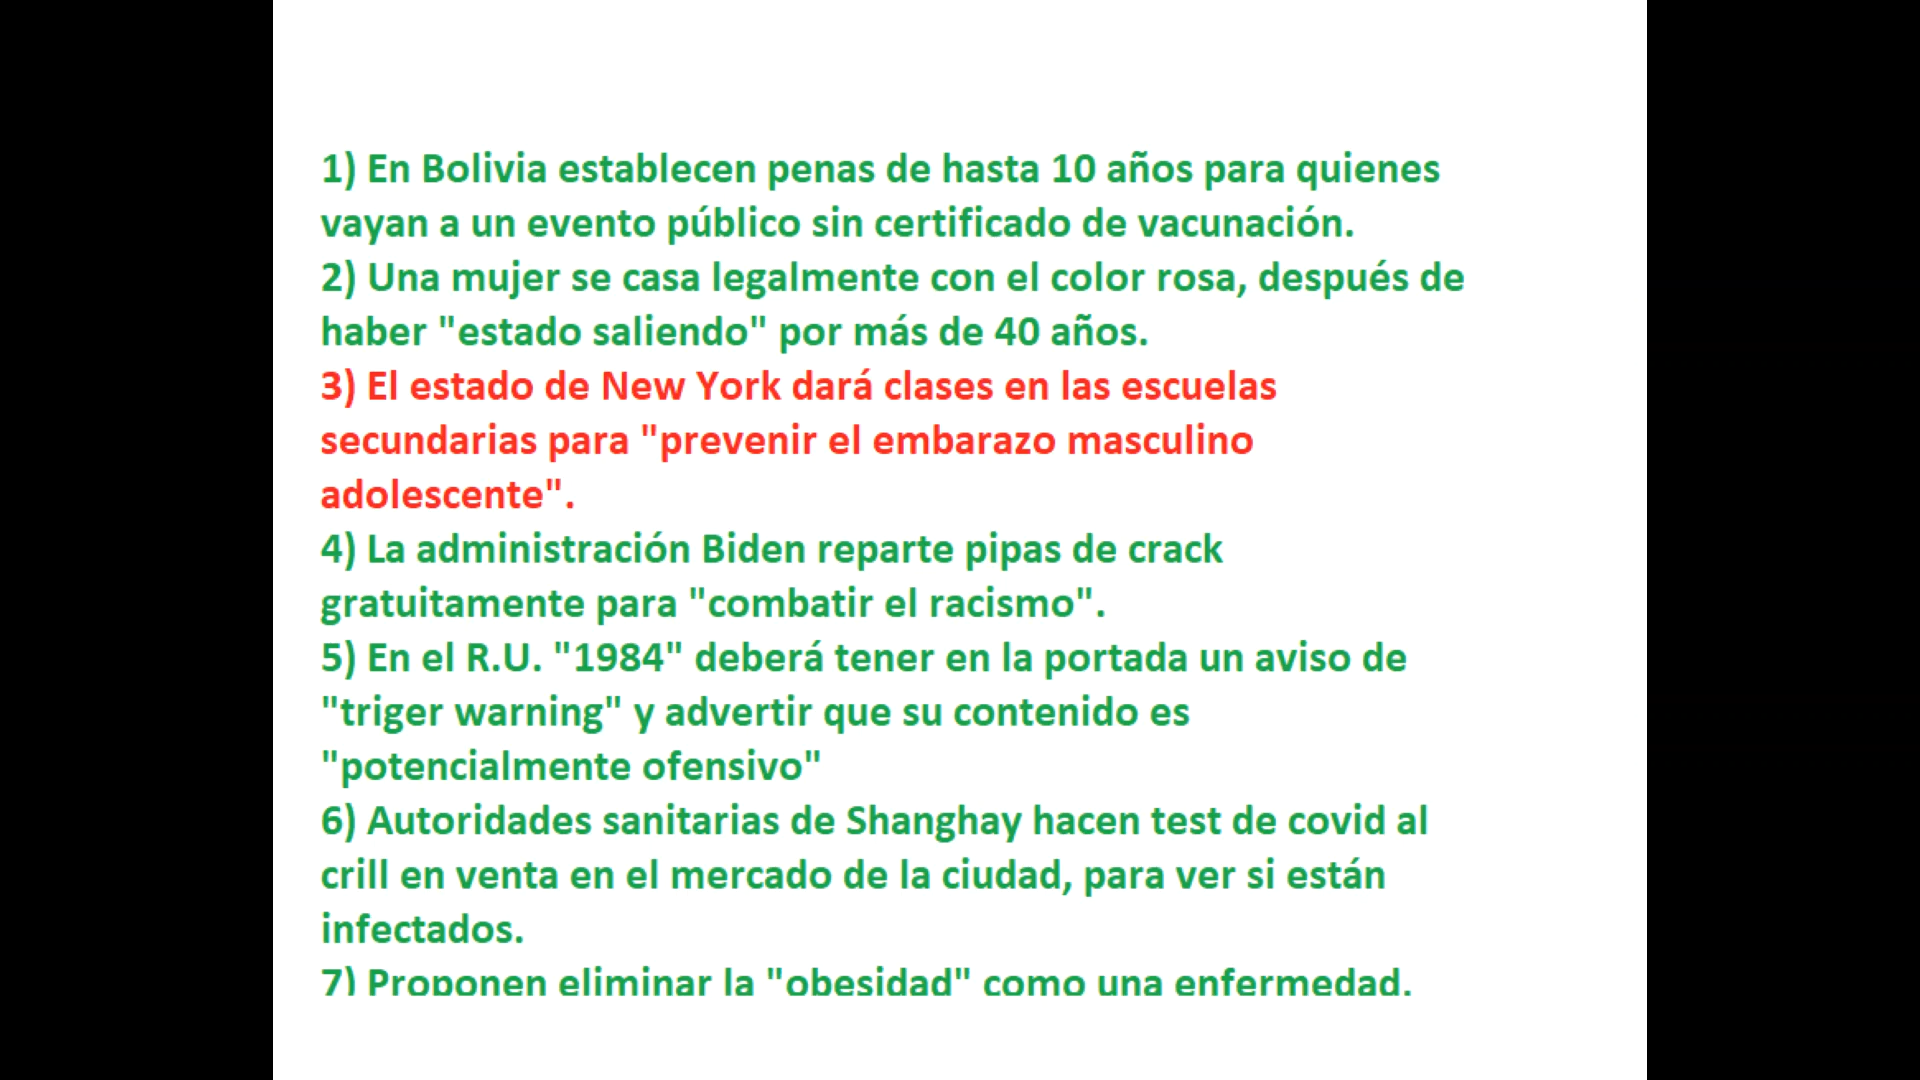 1) En Bolivia establecen penas de hasta 10 años para quienes
vayan a un evento público sin certificado de vacunación.
2) Una mujer se casa legalmente con el color rosa, después de
haber "estado saliendo" por más de 40 años.
3) El estado de New York dará clases en las escuelas
secundarias para "prevenir el embarazo masculino
adolescente".
4) La administración Biden reparte pipas de crack
gratuitamente para "combatir el racismo".
5) En el R.U. "1984" deberá tener en la portada un aviso de
"triger warning" y advertir que su contenido es
"potencialmente ofensivo"
6) Autoridades sanitarias de Shanghay hacen test de covid al
crill en venta en el mercado de la ciudad, para ver si están
infectados.
7) Proponen eliminar la "obesidad" como una enfermedad.